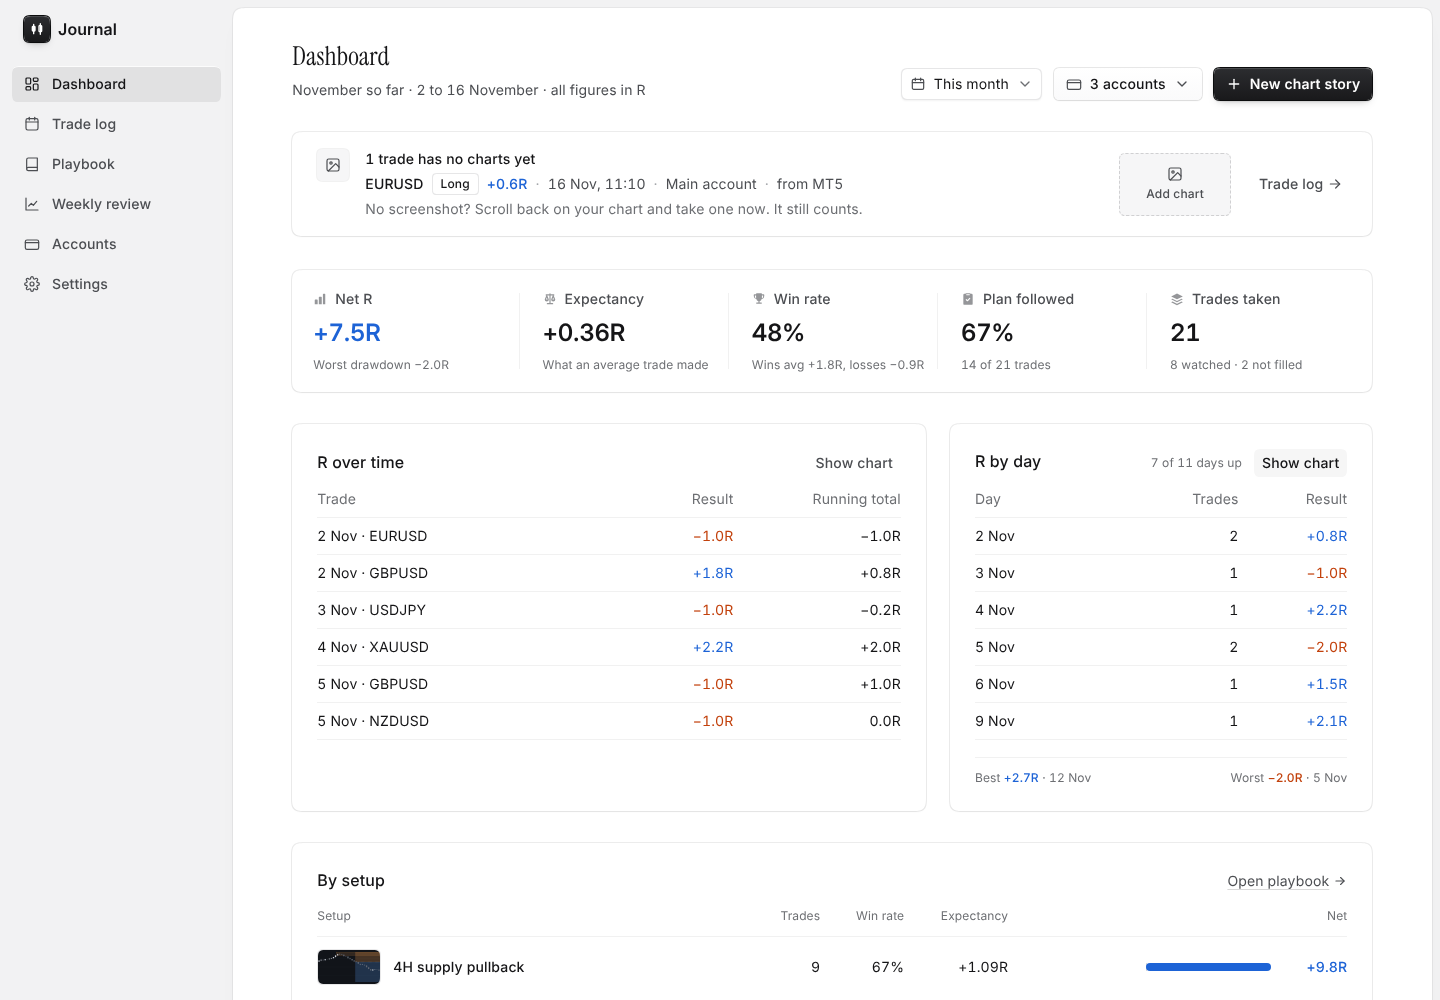 Journal
Dashboard
Trade log
Playbook
Weekly review
Accounts
Settings
Dashboard
November so far · 2 to 16 November · all figures in R
This month
3 accounts
New chart story
1 trade has no charts yet
EURUSD Long +0.6R · 16 Nov, 11:10 · Main account · from MT5
No screenshot? Scroll back on your chart and take one now. It still counts.
Add chart
Trade log →
Net R
+7.5R
Worst drawdown −2.0R
Expectancy
+0.36R
What an average trade made
Win rate
48%
Wins avg +1.8R, losses −0.9R
Plan followed
67%
14 of 21 trades
Trades taken
21
8 watched · 2 not filled
R over time Show chart
Trade Result Running total
2 Nov · EURUSD −1.0R −1.0R
2 Nov · GBPUSD +1.8R +0.8R
3 Nov · USDJPY −1.0R −0.2R
4 Nov · XAUUSD +2.2R +2.0R
5 Nov · GBPUSD −1.0R +1.0R
5 Nov · NZDUSD −1.0R 0.0R
R by day 7 of 11 days up Show chart
Day Trades Result
2 Nov 2 +0.8R
3 Nov 1 −1.0R
4 Nov 1 +2.2R
5 Nov 2 −2.0R
6 Nov 1 +1.5R
9 Nov 1 +2.1R
Best +2.7R · 12 Nov Worst −2.0R · 5 Nov
By setup Open playbook →
Setup Trades Win rate Expectancy Net
4H supply pullback 9 67% +1.09R +9.8R